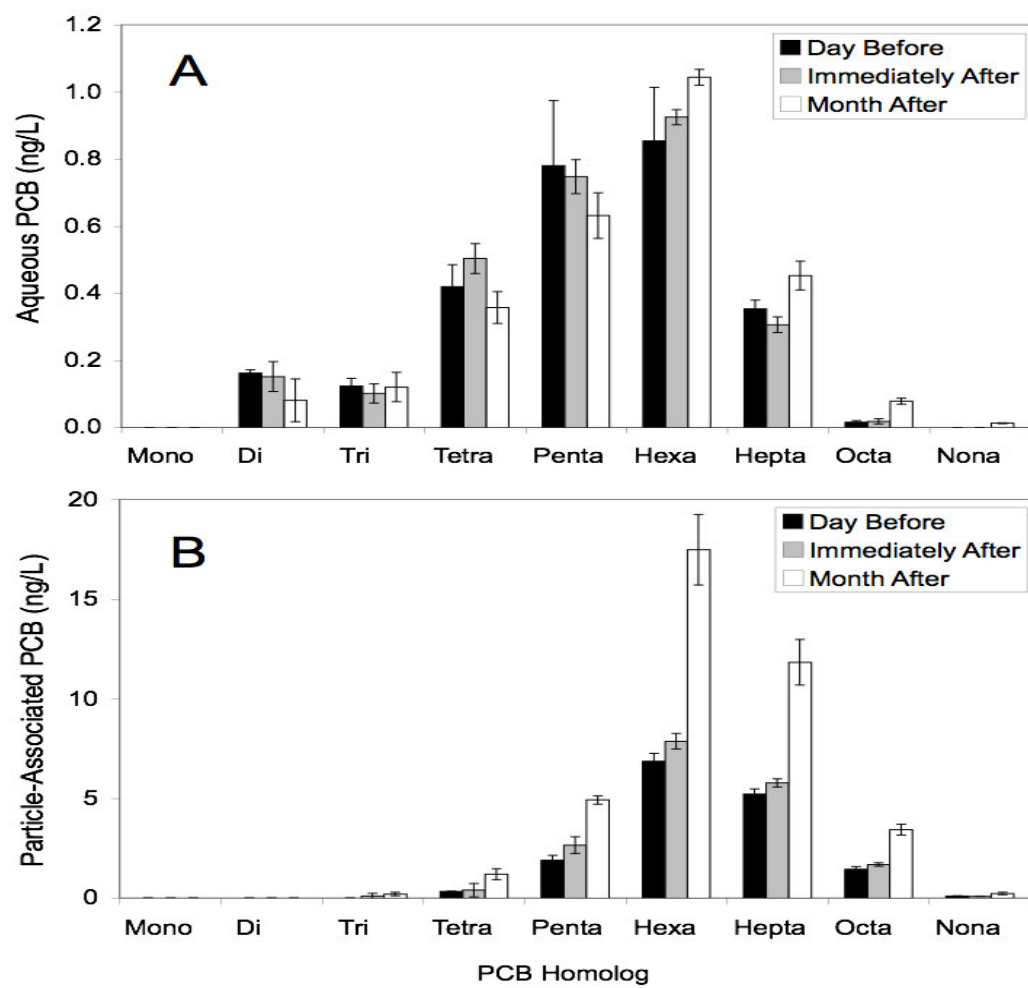 1.2
A
Day Before
Immediately After
Month After
1.0
0.8
0.6
0.4
0.2
0.0
Aqueous PCB (ng/L)
Mono Di Tri Tetra Penta Hexa Hepta Octa Nona
20
B
Day Before
Immediately After
Month After
15
10
5
0
Particle-Associated PCB (ng/L)
Mono Di Tri Tetra Penta Hexa Hepta Octa Nona
PCB Homolog